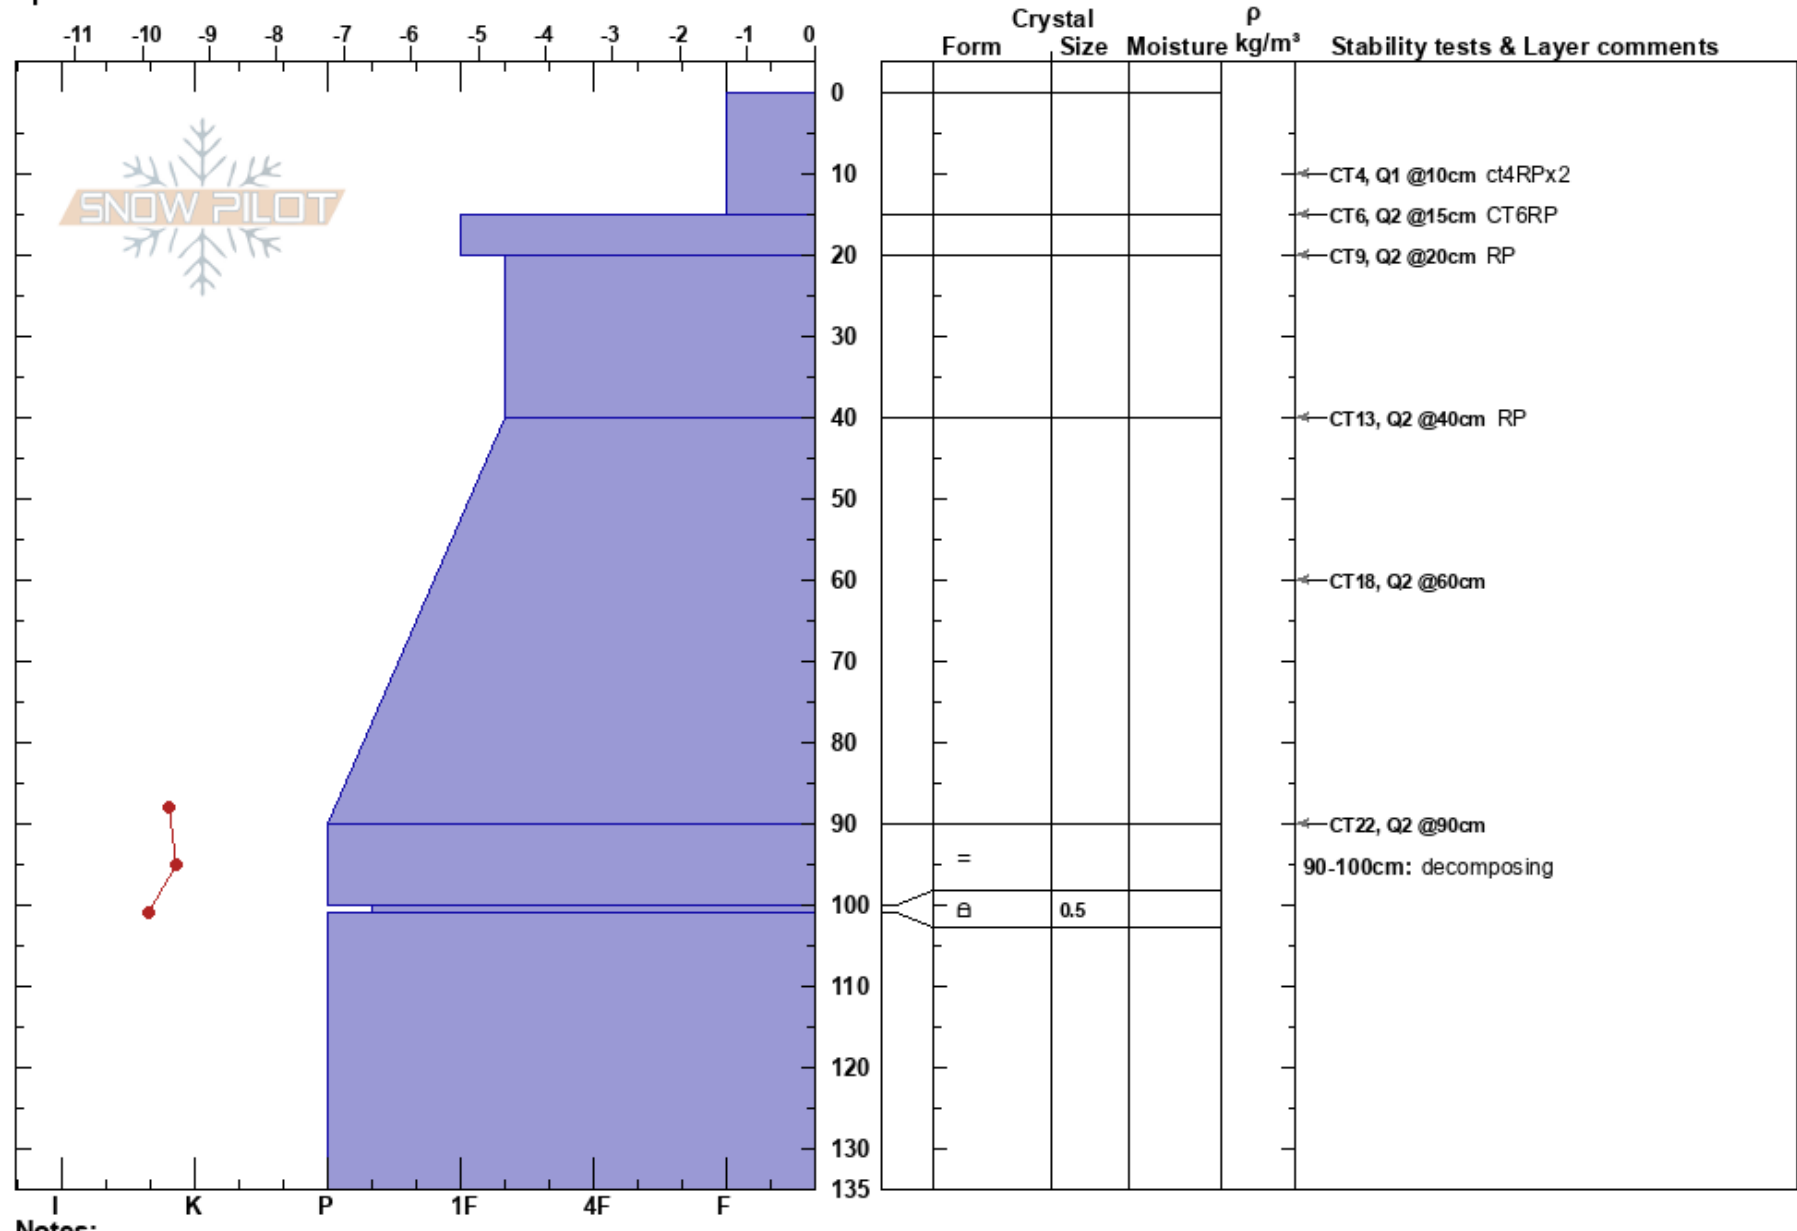 Crystal ρ
-11 -10 -9 -8 -7 -6 -5 -4 -3 -2 -1 0 Form Size Moisture kg/m³ Stability tests & Layer comments
0
SNOW PILOT
10 CT4, Q1 @10cm ct4RPx2
CT6, Q2 @15cm CT6RP
20 CT9, Q2 @20cm RP
30
40 CT13, Q2 @40cm RP
50
60 CT18, Q2 @60cm
70
80
90 CT22, Q2 @90cm
= 90-100cm: decomposing
100 0.5
110
120
130
135
I K P 1F 4F F
Notes: